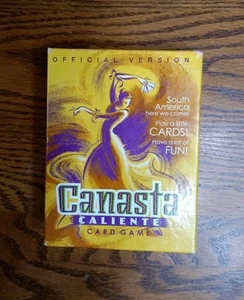 OFFICIAL VERSION
South
America
here we come!
Play a little
CARDS!
Have a lot of
FUN!
Canasta
CALIENTE
CARD GAME